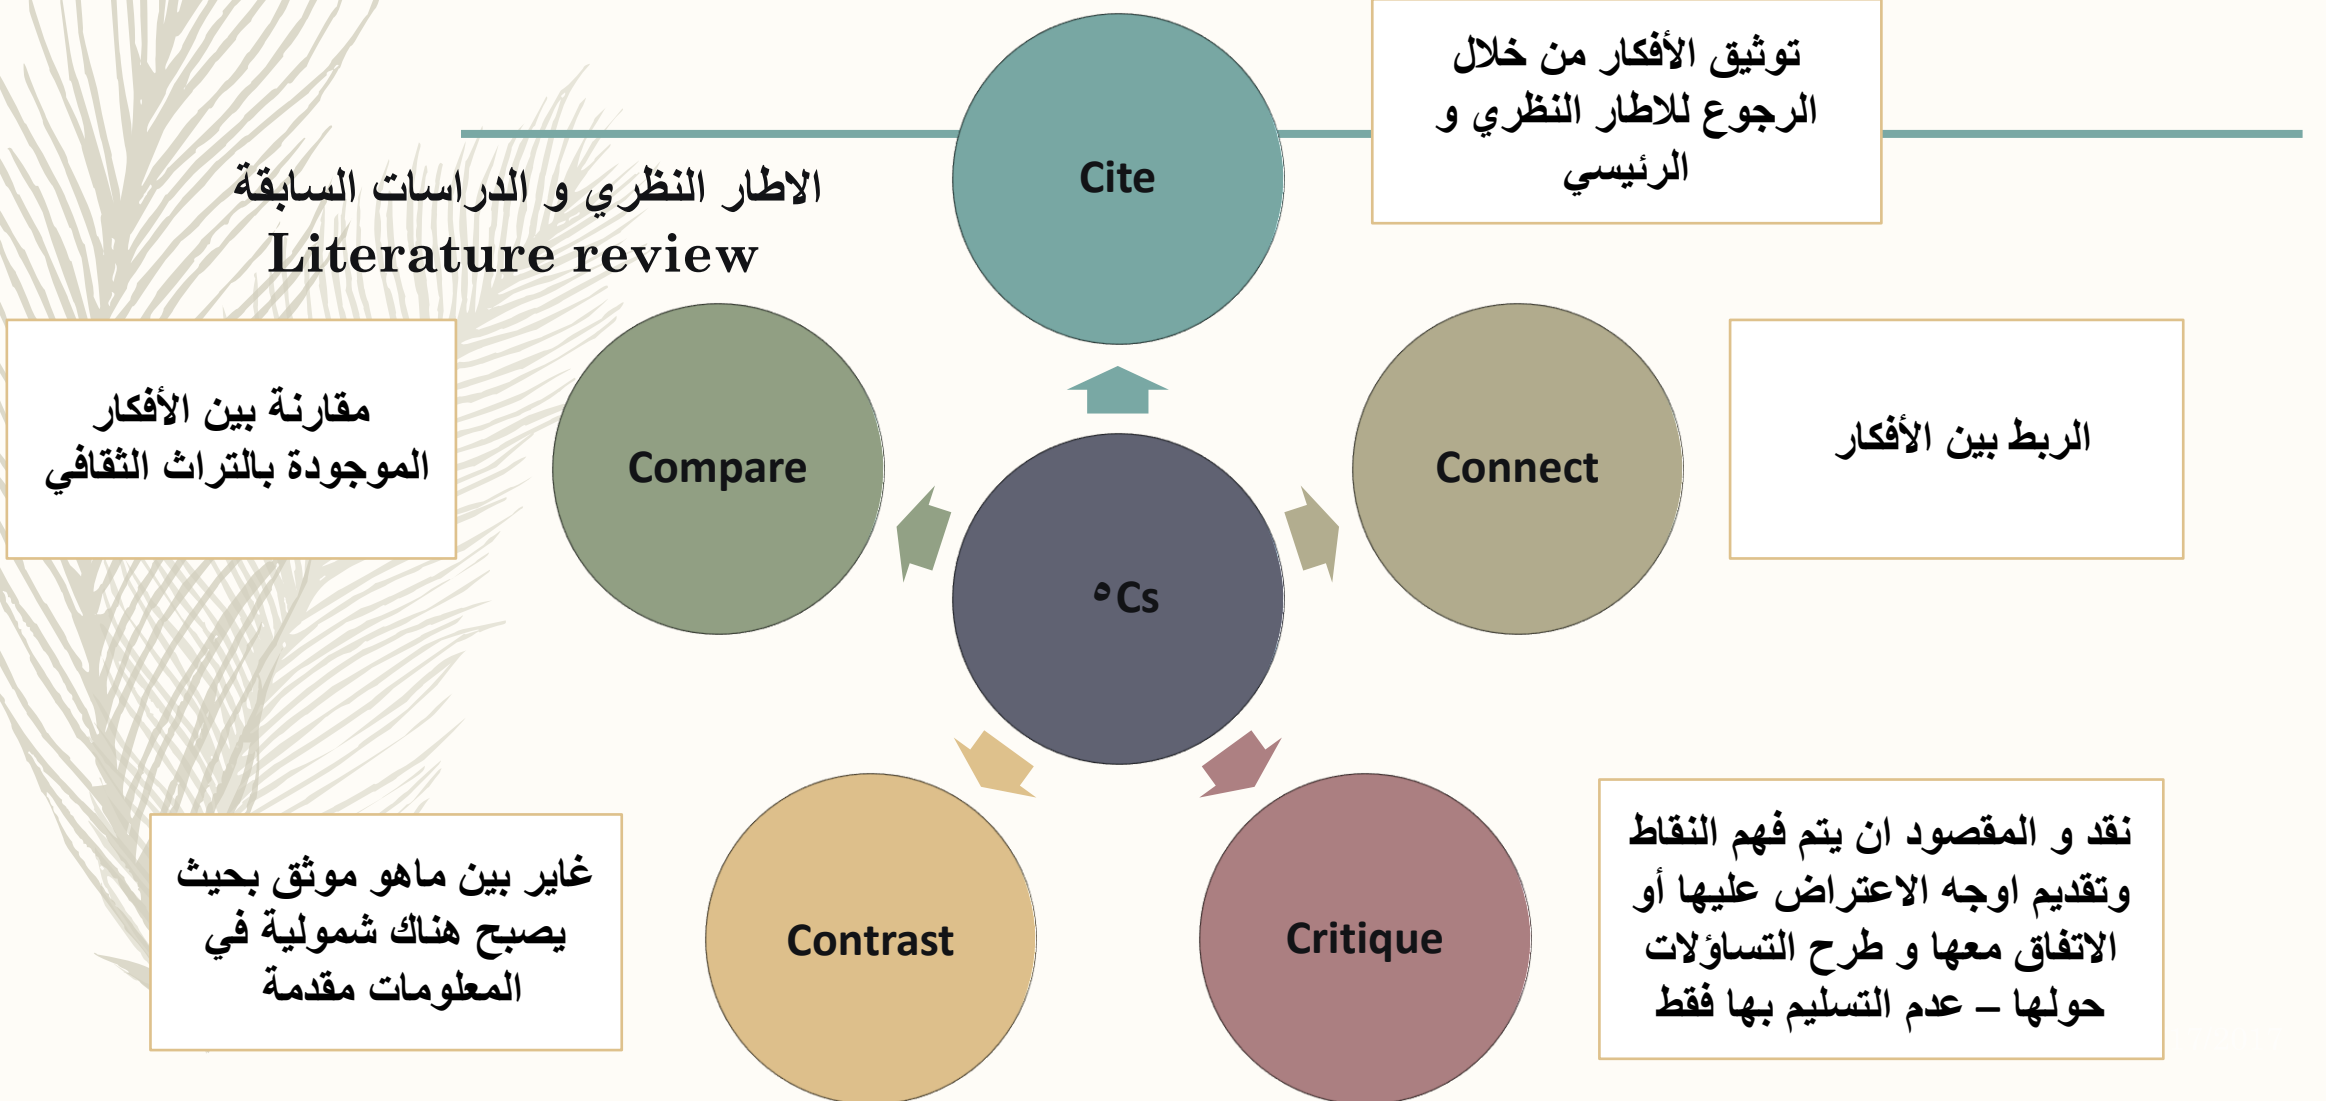 الاطار النظري و الدراسات السابقة
Literature review
Cite
توثيق الأفكار من خلال
الرجوع للاطار النظري و
الرئيسي
Connect
الربط بين الأفكار
Critique
نقد و المقصود ان يتم فهم النقاط
وتقديم اوجه الاعتراض عليها أو
الاتفاق معها و طرح التساؤلات
حولها – عدم التسليم بها فقط
Contrast
غاير بين ماهو موثق بحيث
يصبح هناك شمولية في
المعلومات مقدمة
Compare
مقارنة بين الأفكار
الموجودة بالتراث الثقافي
٥Cs